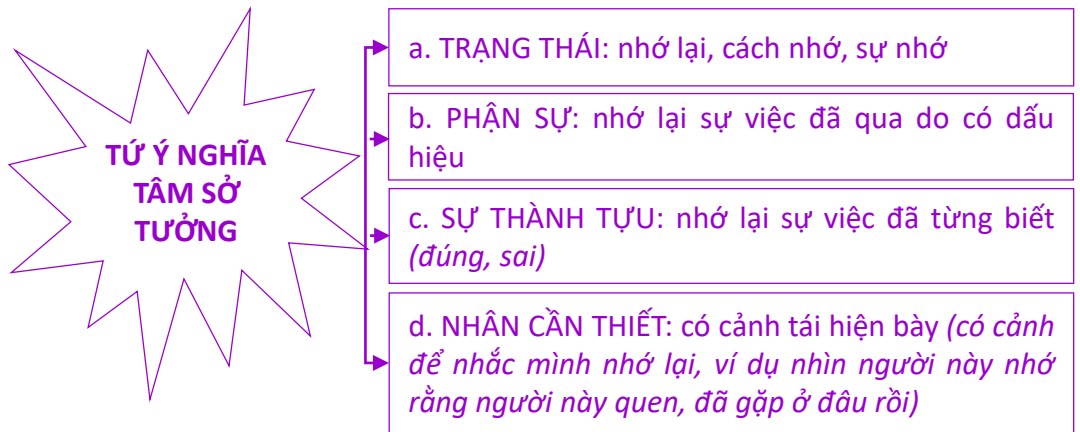 TỨ Ý NGHĨA
TÂM SỞ
TƯỞNG
a. TRẠNG THÁI: nhớ lại, cách nhớ, sự nhớ
b. PHẬN SỰ: nhớ lại sự việc đã qua do có dấu
hiệu
c. SỰ THÀNH TỰU: nhớ lại sự việc đã từng biết
(đúng, sai)
d. NHÂN CẦN THIẾT: có cảnh tái hiện bày (có cảnh
để nhắc mình nhớ lại, ví dụ nhìn người này nhớ
rằng người này quen, đã gặp ở đâu rồi)